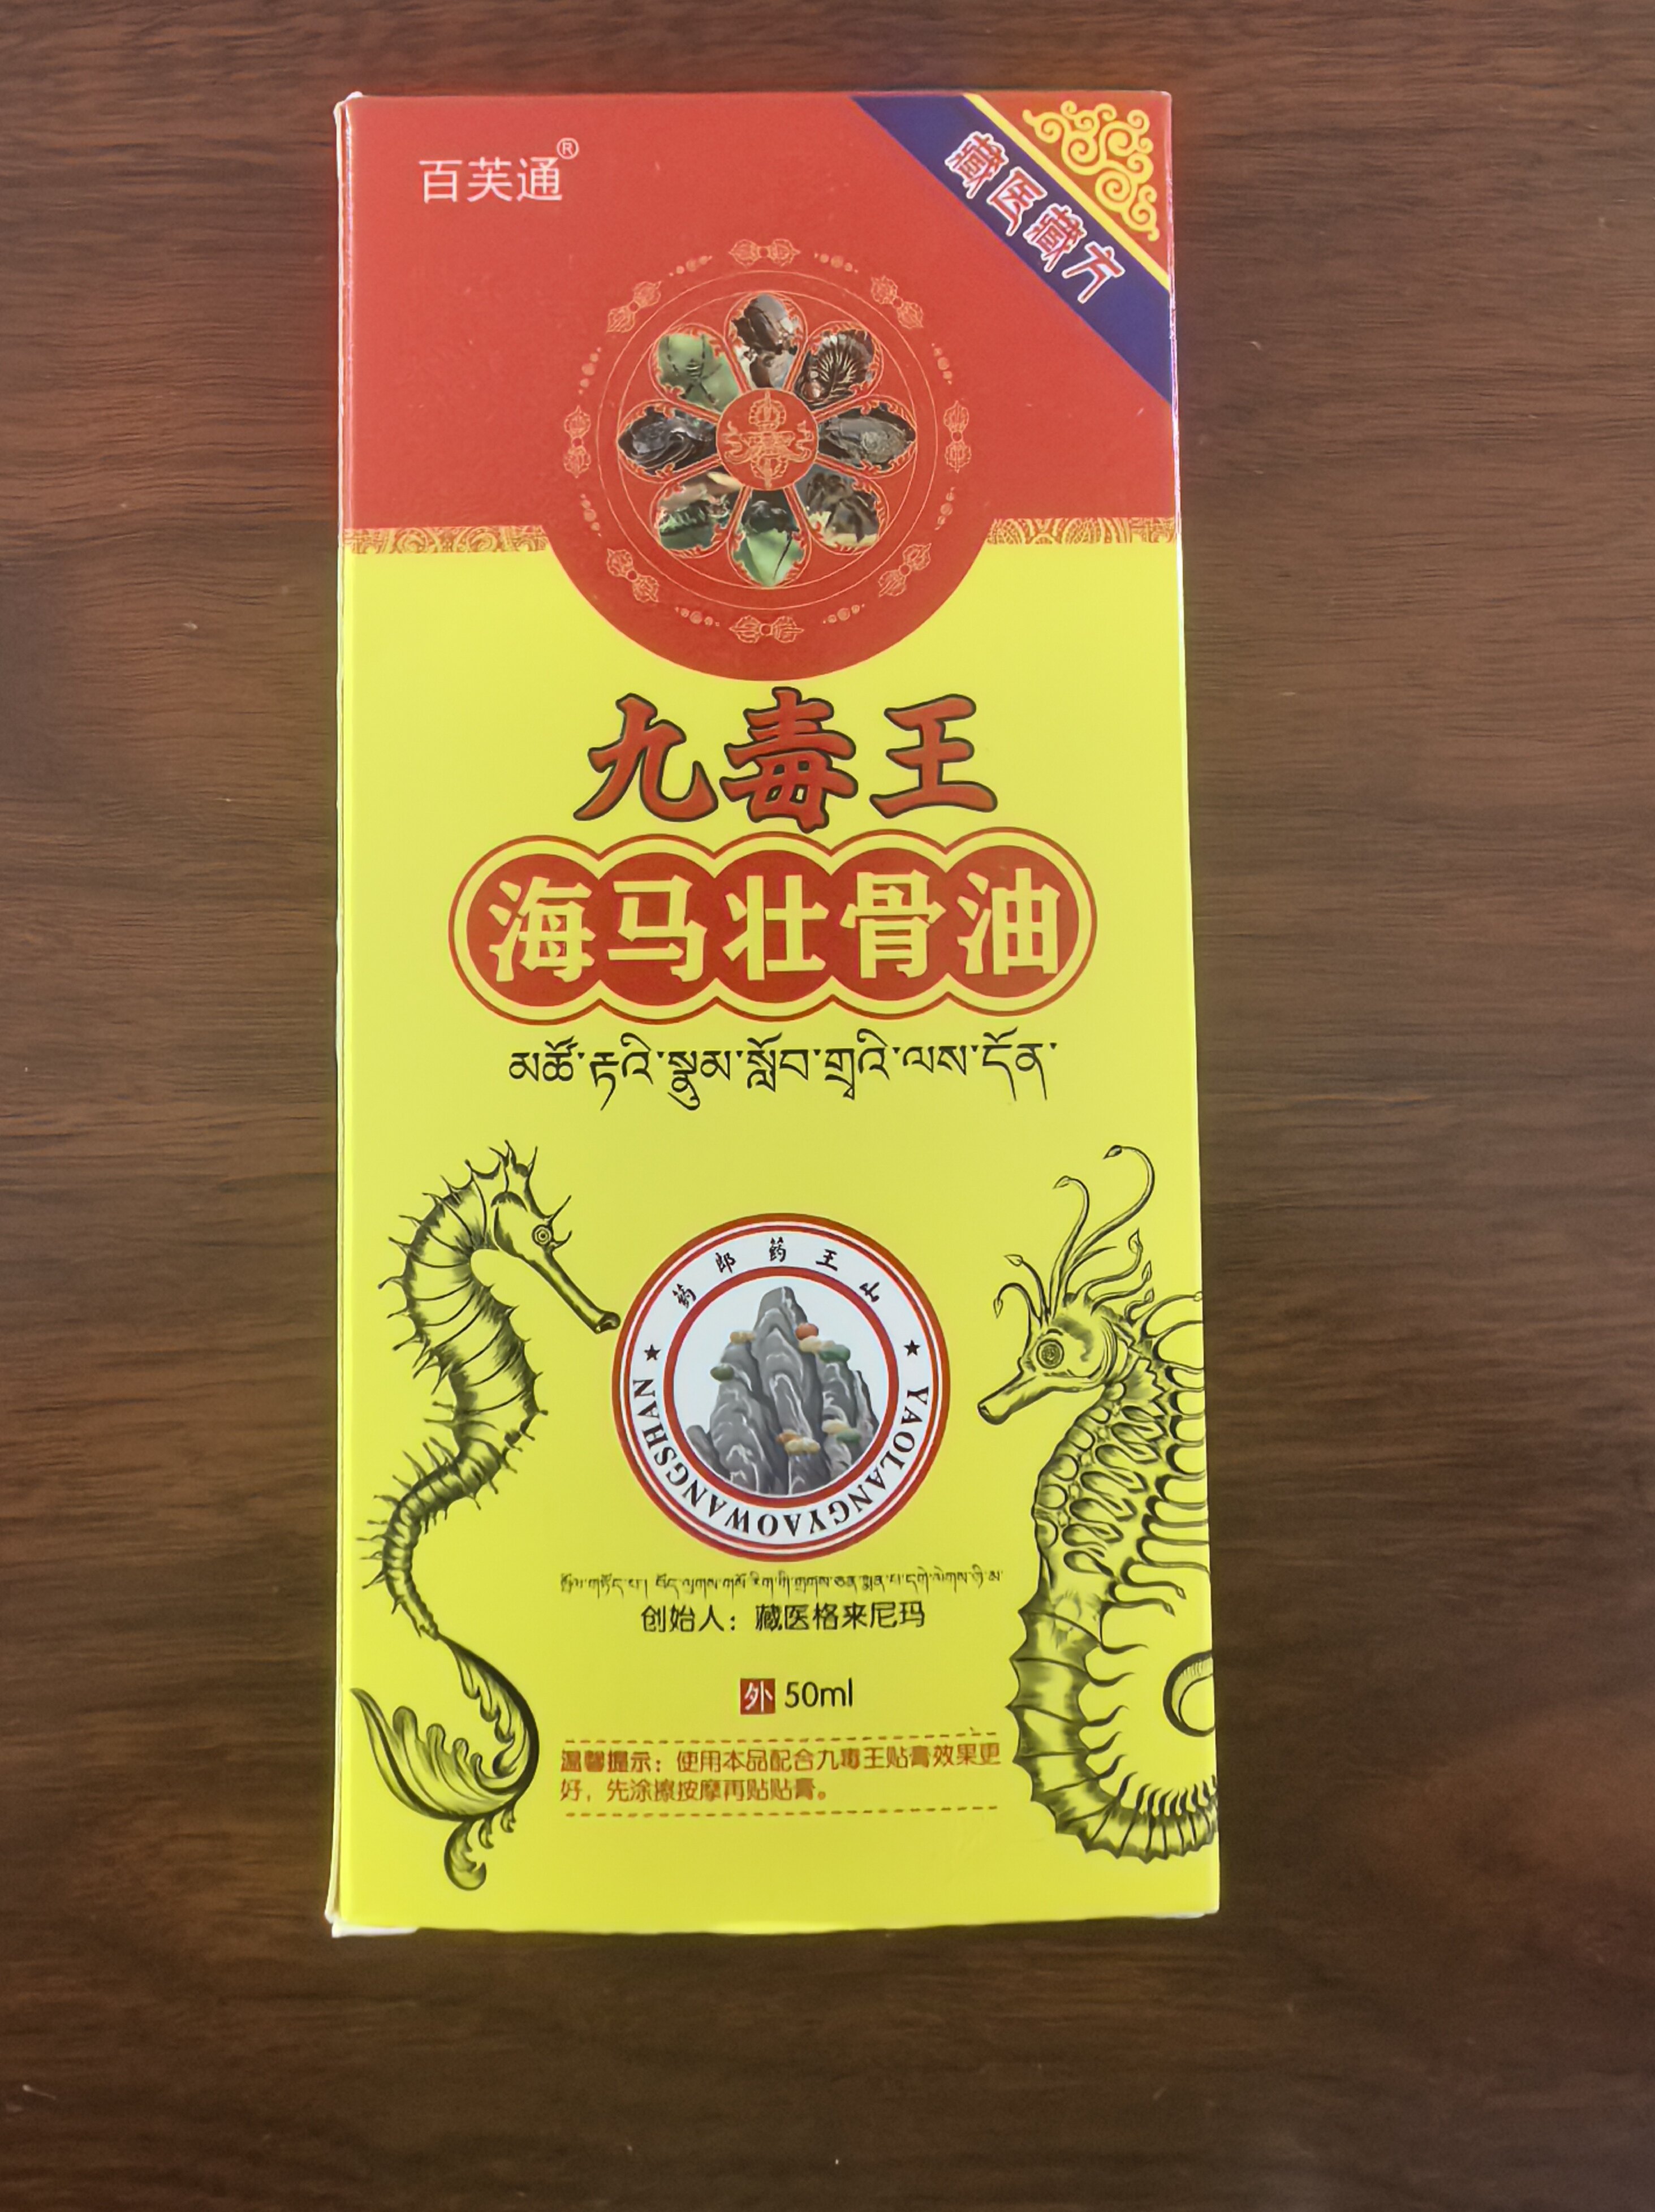 百芙通®
藏医藏方
九毒王
海马壮骨油
མཚོ་རྟའི་སྣུམ་སློབ་གྲྭའི་ལས་དོན་
药郎药王山
★ YAOLANGYAOWANGSHAN ★
创始人：藏医格来尼玛
外 50ml
温馨提示：使用本品配合九毒王贴膏效果更
好，先涂擦按摩再贴贴膏。